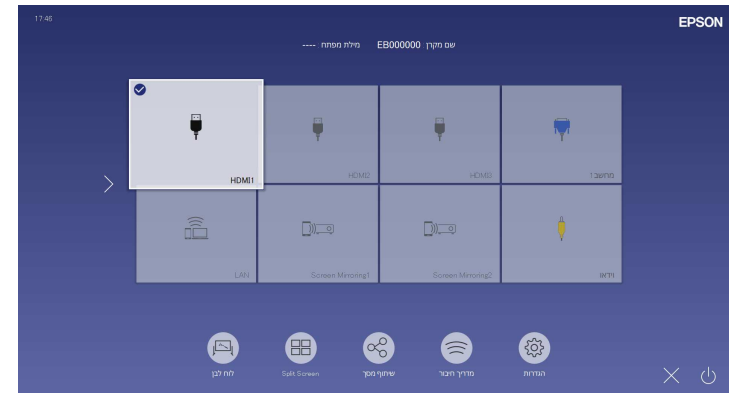 17:46
EPSON
שם מקרן EB000000 מילת מפתח ----
HDMI1
HDMI2
HDMI3
מחשב 1
LAN
Screen Mirroring1
Screen Mirroring2
וידאו
לוח לבן
Split Screen
שיתוף מסך
מדריך חיבור
הגדרות